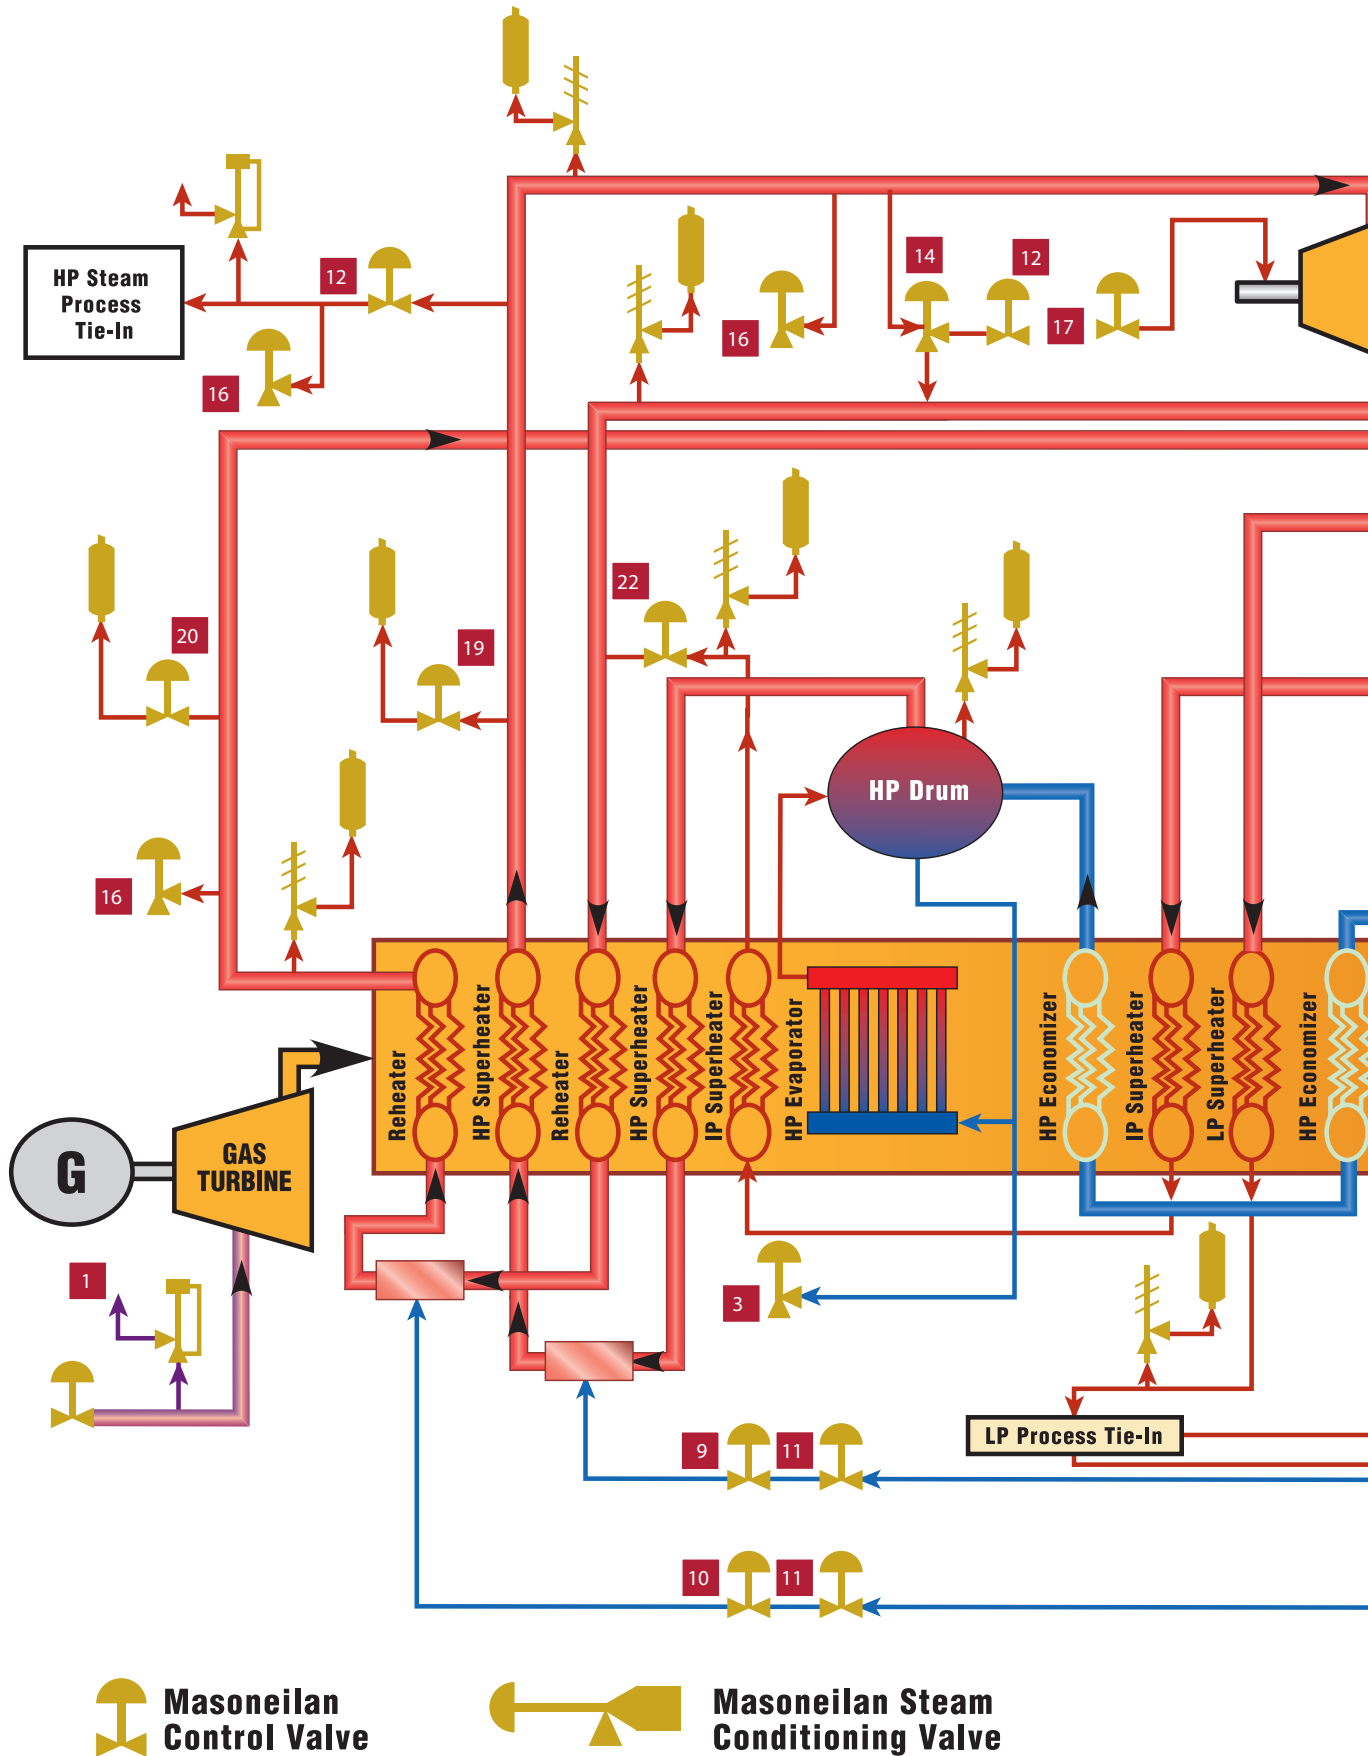 HP Steam
Process
Tie-In
12
16
16
14
12
17
20
19
22
16
HP Drum
Reheater
HP Superheater
Reheater
HP Superheater
IP Superheater
HP Evaporator
HP Economizer
IP Superheater
LP Superheater
HP Economizer
G
GAS
TURBINE
1
3
LP Process Tie-In
9
11
10
11
Masoneilan
Control Valve
Masoneilan Steam
Conditioning Valve